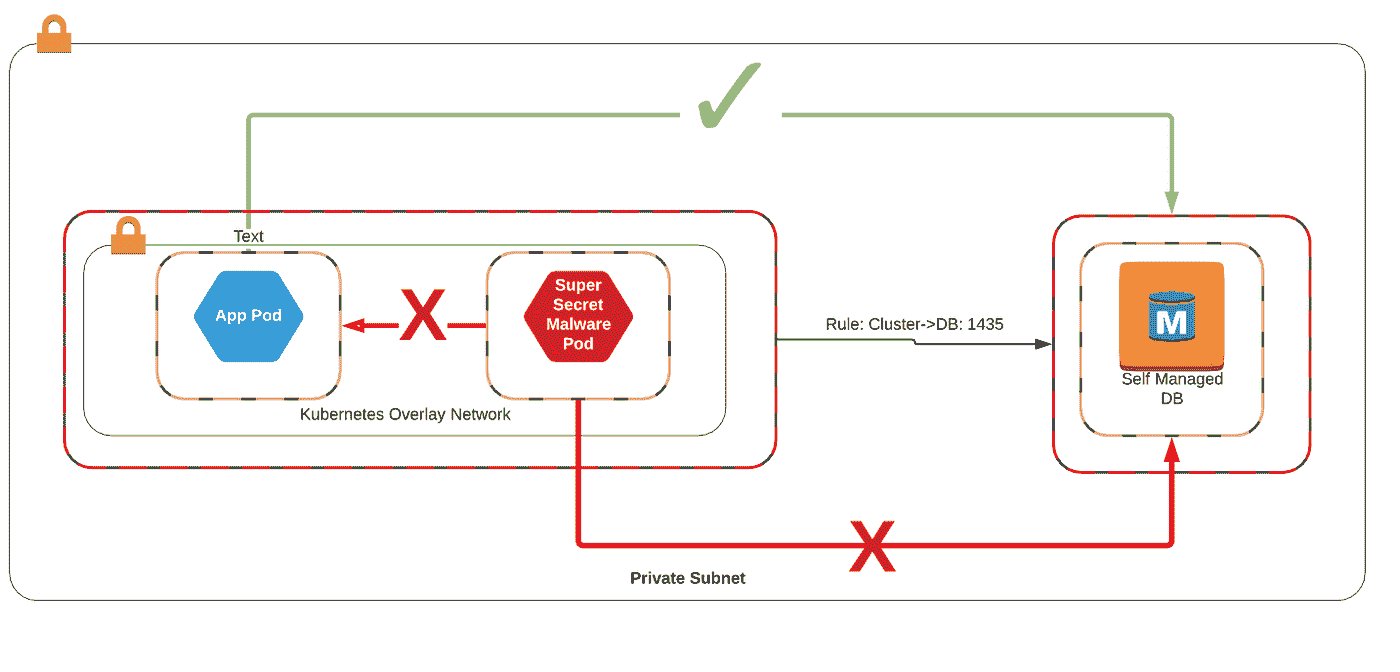 Text
App Pod
Super
Secret
Malware
Pod
X
Kubernetes Overlay Network
Rule: Cluster->DB: 1435
M
Self Managed
DB
X
Private Subnet